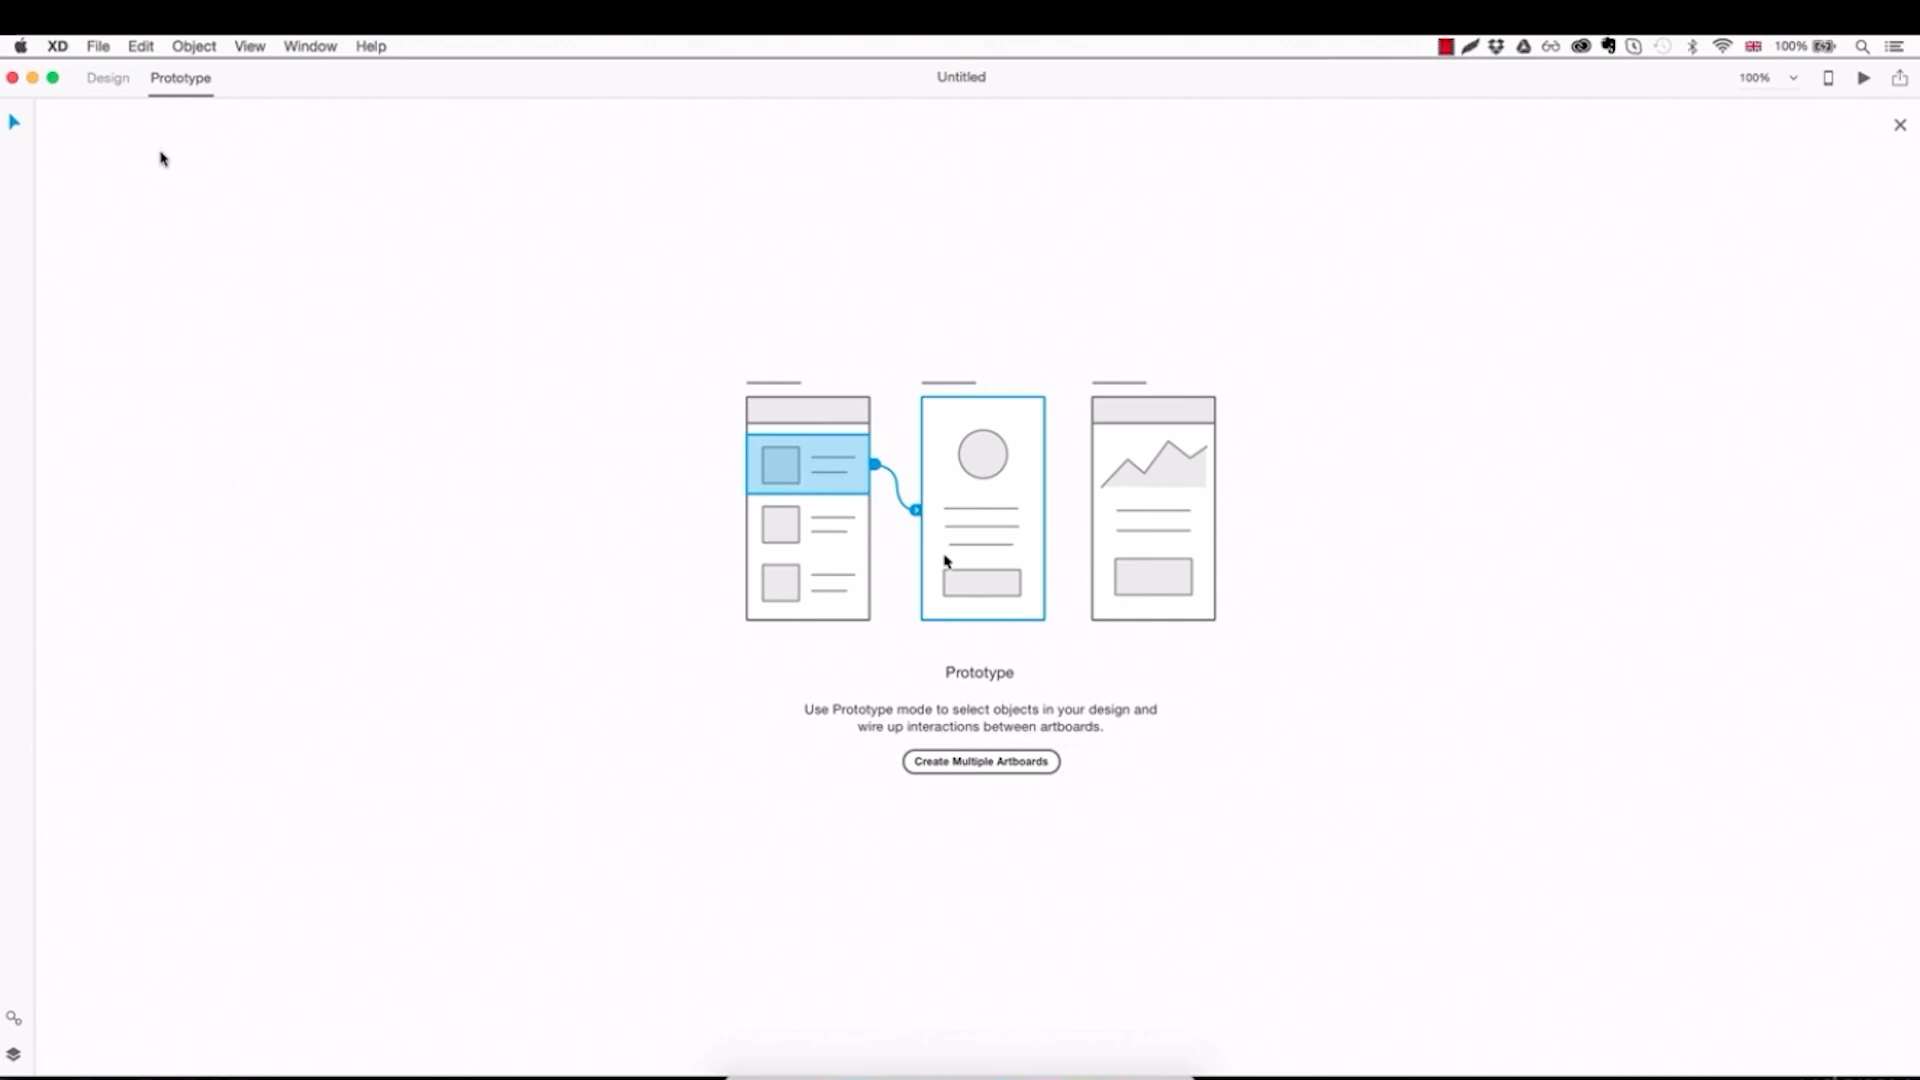 XD File Edit Object View Window Help 100%
Design Prototype Untitled 100%
Prototype
Use Prototype mode to select objects in your design and
wire up interactions between artboards.
Create Multiple Artboards